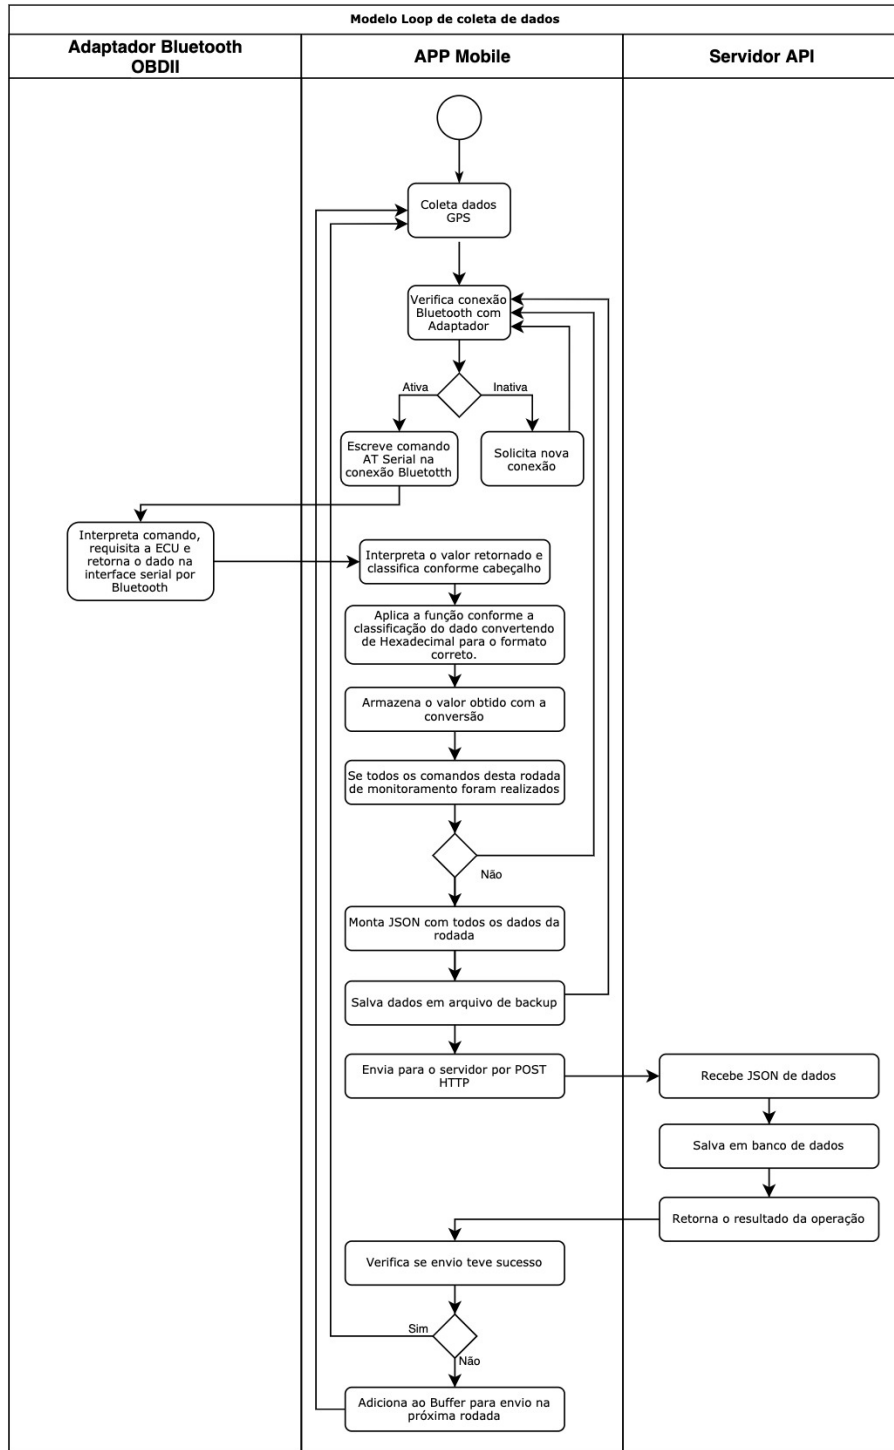 Modelo Loop de coleta de dados
Adaptador Bluetooth
OBDII
APP Mobile
Servidor API
Coleta dados
GPS
Verifica conexão
Bluetooth com
Adaptador
Ativa
Inativa
Escreve comando
AT Serial na
conexão Bluetotth
Solicita nova
conexão
Interpreta comando,
requisita a ECU e
retorna o dado na
interface serial por
Bluetooth
Interpreta o valor retornado e
classifica conforme cabeçalho
Aplica a função conforme a
classificação do dado convertendo
de Hexadecimal para o formato
correto.
Armazena o valor obtido com a
conversão
Se todos os comandos desta rodada
de monitoramento foram realizados
Não
Monta JSON com todos os dados da
rodada
Salva dados em arquivo de backup
Envia para o servidor por POST
HTTP
Recebe JSON de dados
Salva em banco de dados
Retorna o resultado da operação
Verifica se envio teve sucesso
Sim
Não
Adiciona ao Buffer para envio na
próxima rodada